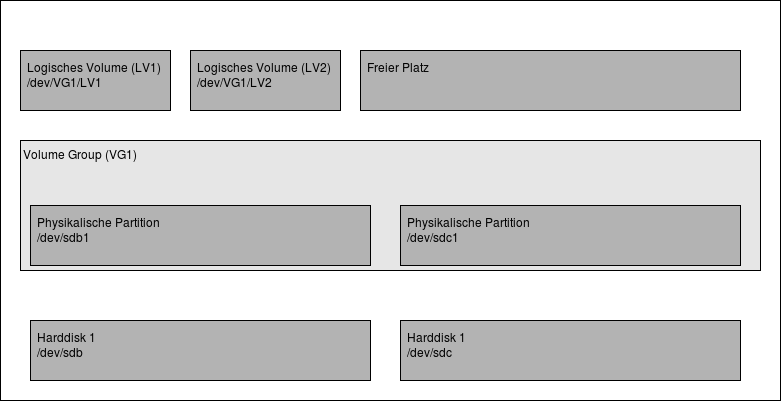 Logisches Volume (LV1)
/dev/VG1/LV1
Logisches Volume (LV2)
/dev/VG1/LV2
Freier Platz
Volume Group (VG1)
Physikalische Partition
/dev/sdb1
Physikalische Partition
/dev/sdc1
Harddisk 1
/dev/sdb
Harddisk 1
/dev/sdc